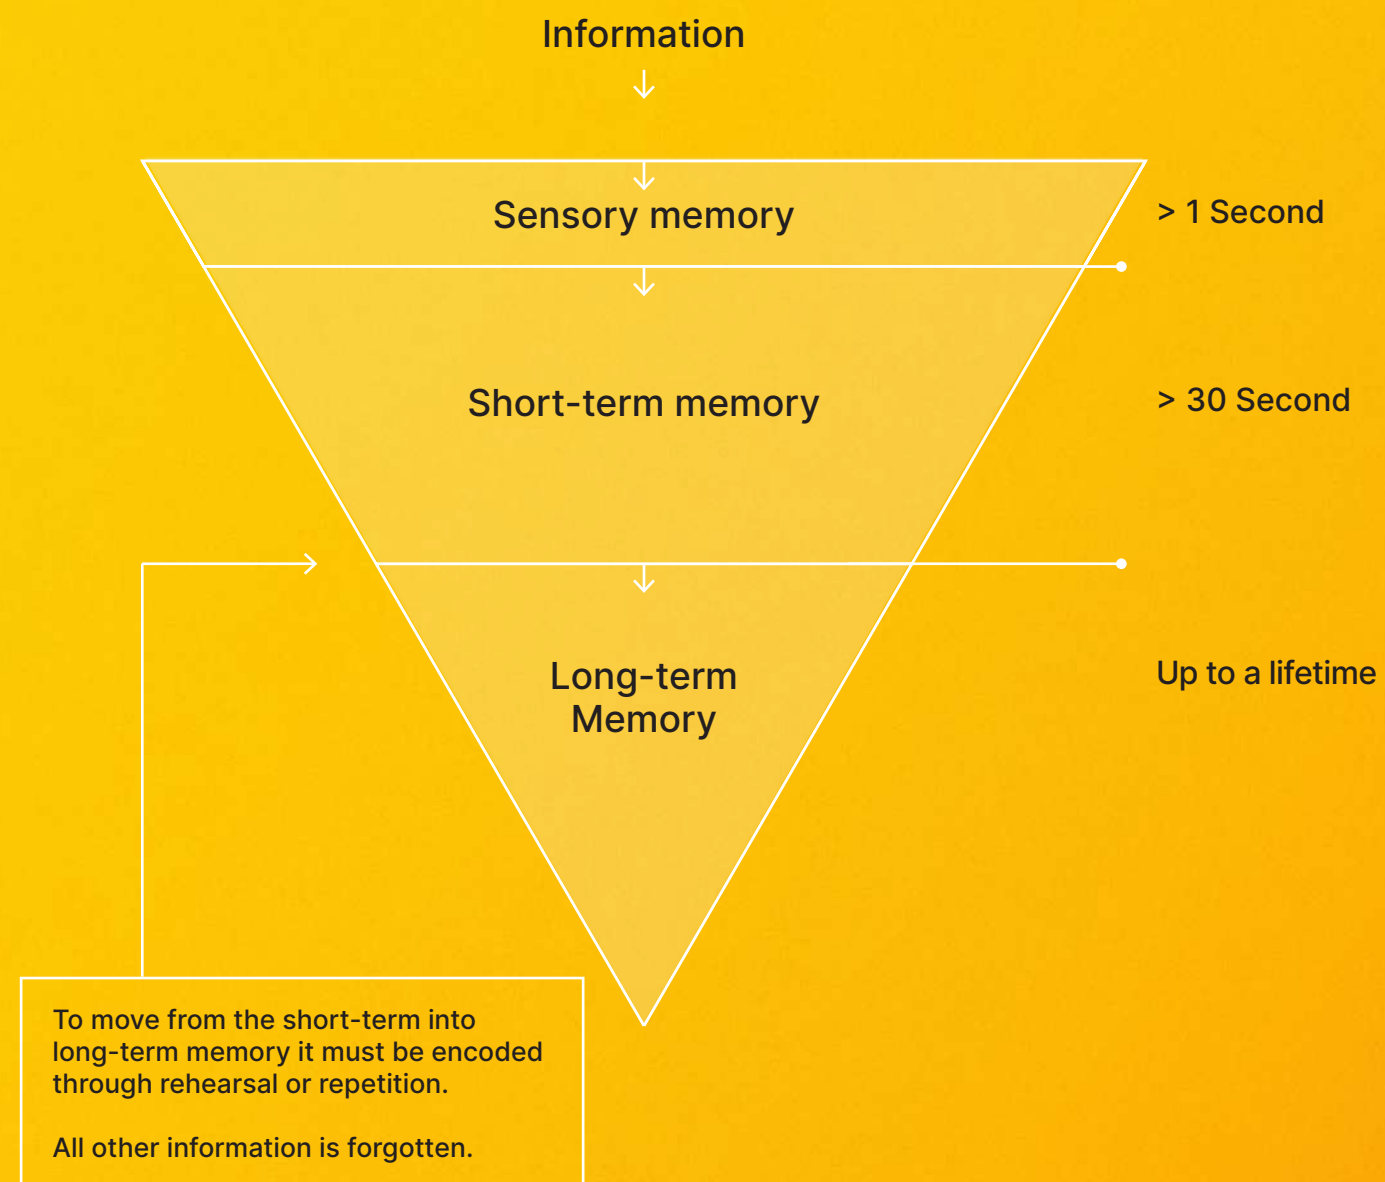 Information
Sensory memory
> 1 Second
Short-term memory
> 30 Second
Long-term
Memory
Up to a lifetime
To move from the short-term into
long-term memory it must be encoded
through rehearsal or repetition.
All other information is forgotten.